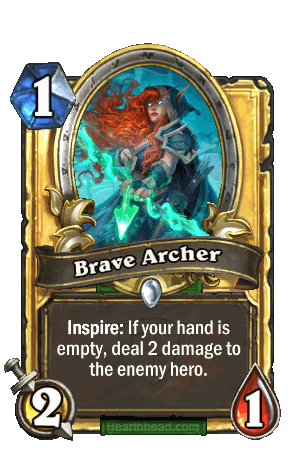 1
Brave Archer
Inspire: If your hand is
empty, deal 2 damage to
the enemy hero.
2
1
Hearthhead.com